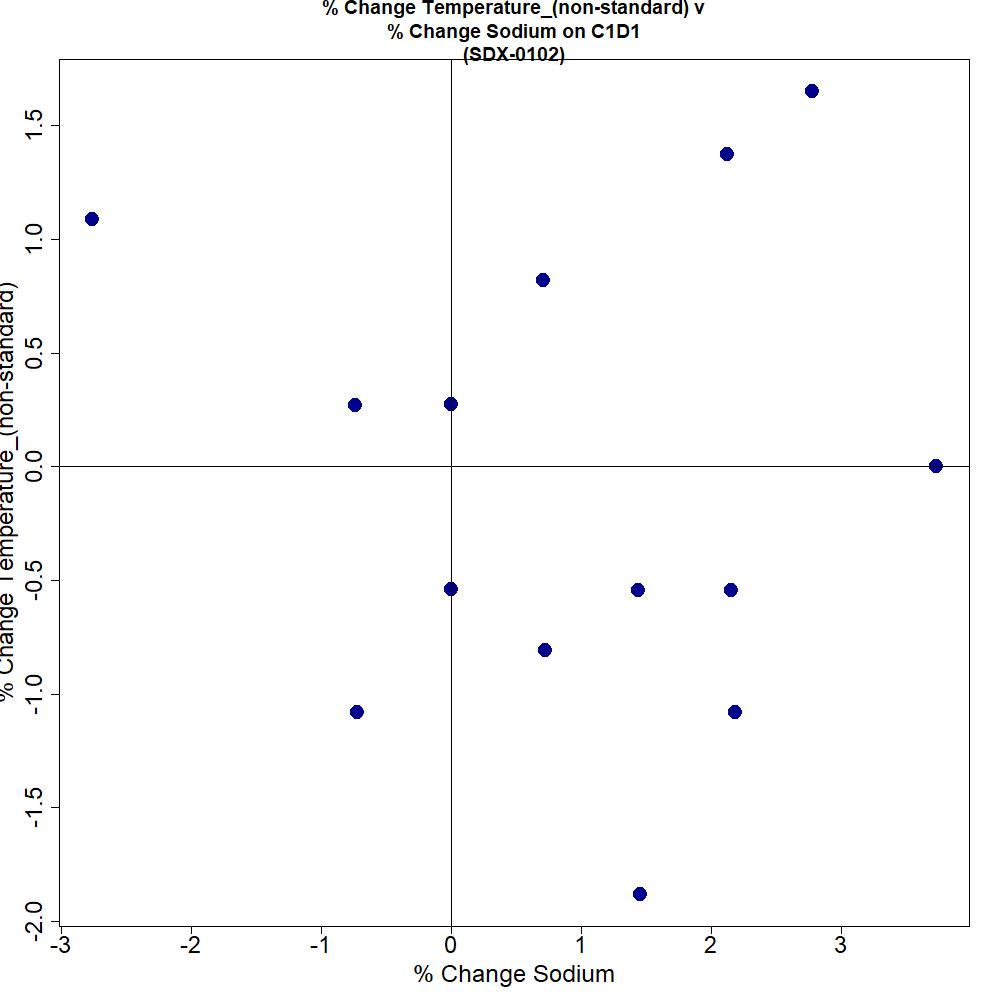 % Change Temperature_(non-standard) v
% Change Sodium on C1D1
(SDX-0102)
% Change Temperature_(non-standard)
1.5
1.0
0.5
0.0
-0.5
-1.0
-1.5
-2.0
-3 -2 -1 0 1 2 3
% Change Sodium